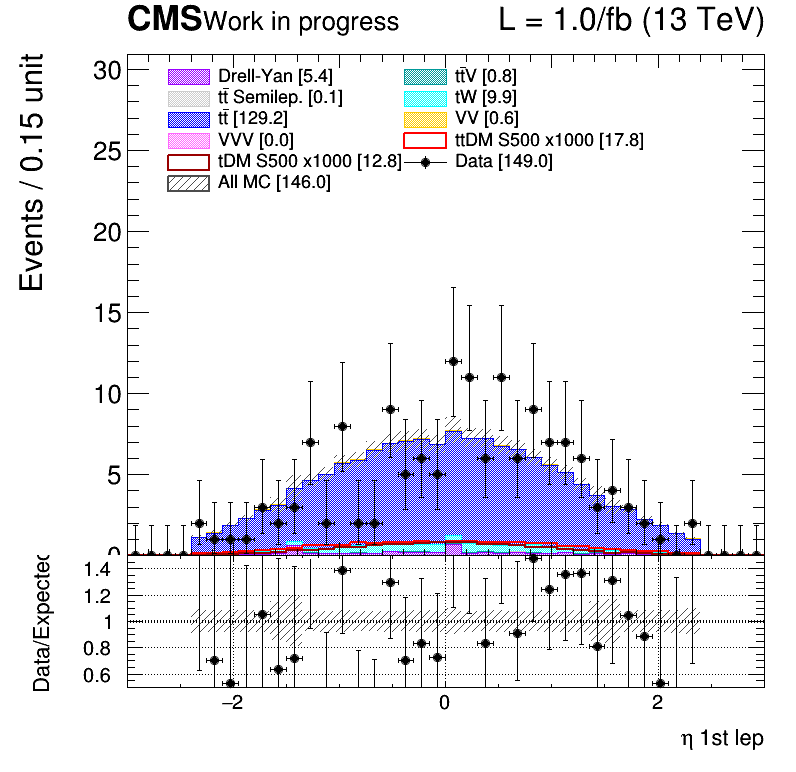 CMS Work in progress L = 1.0/fb (13 TeV)
Events / 0.15 unit
30
25
20
15
10
5
0
Drell-Yan [5.4] tt̄V [0.8]
tt̄ Semilep. [0.1] tW [9.9]
tt̄ [129.2] VV [0.6]
VVV [0.0] ttDM S500 x1000 [17.8]
tDM S500 x1000 [12.8] Data [149.0]
All MC [146.0]
Data/Expected
1.4
1.2
1
0.8
0.6
−2 0 2
η 1st lep